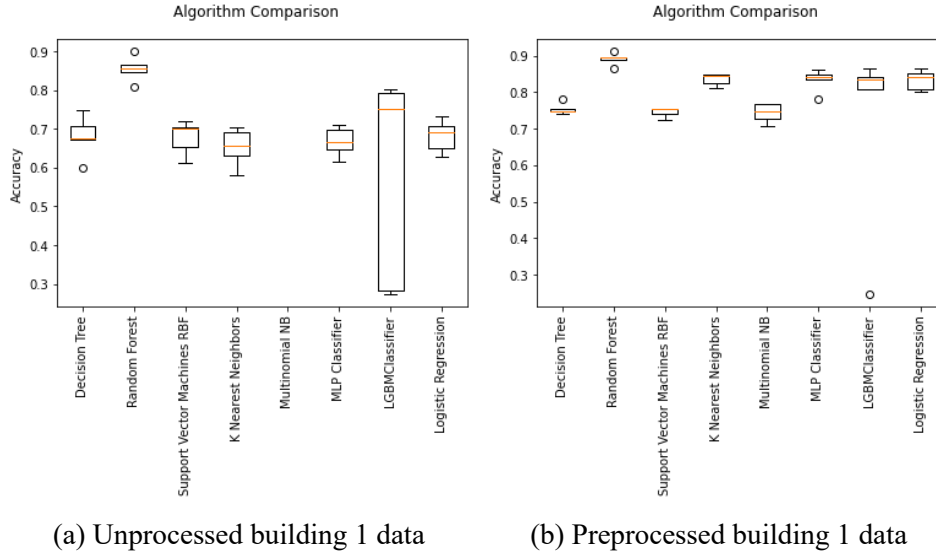 Algorithm Comparison
0.9
0.8
0.7
0.6
0.5
0.4
0.3
Accuracy
Decision Tree
Random Forest
Support Vector Machines RBF
K Nearest Neighbors
Multinomial NB
MLP Classifier
LGBMClassifier
Logistic Regression
(a) Unprocessed building 1 data
Algorithm Comparison
0.9
0.8
0.7
0.6
0.5
0.4
0.3
Accuracy
Decision Tree
Random Forest
Support Vector Machines RBF
K Nearest Neighbors
Multinomial NB
MLP Classifier
LGBMClassifier
Logistic Regression
(b) Preprocessed building 1 data